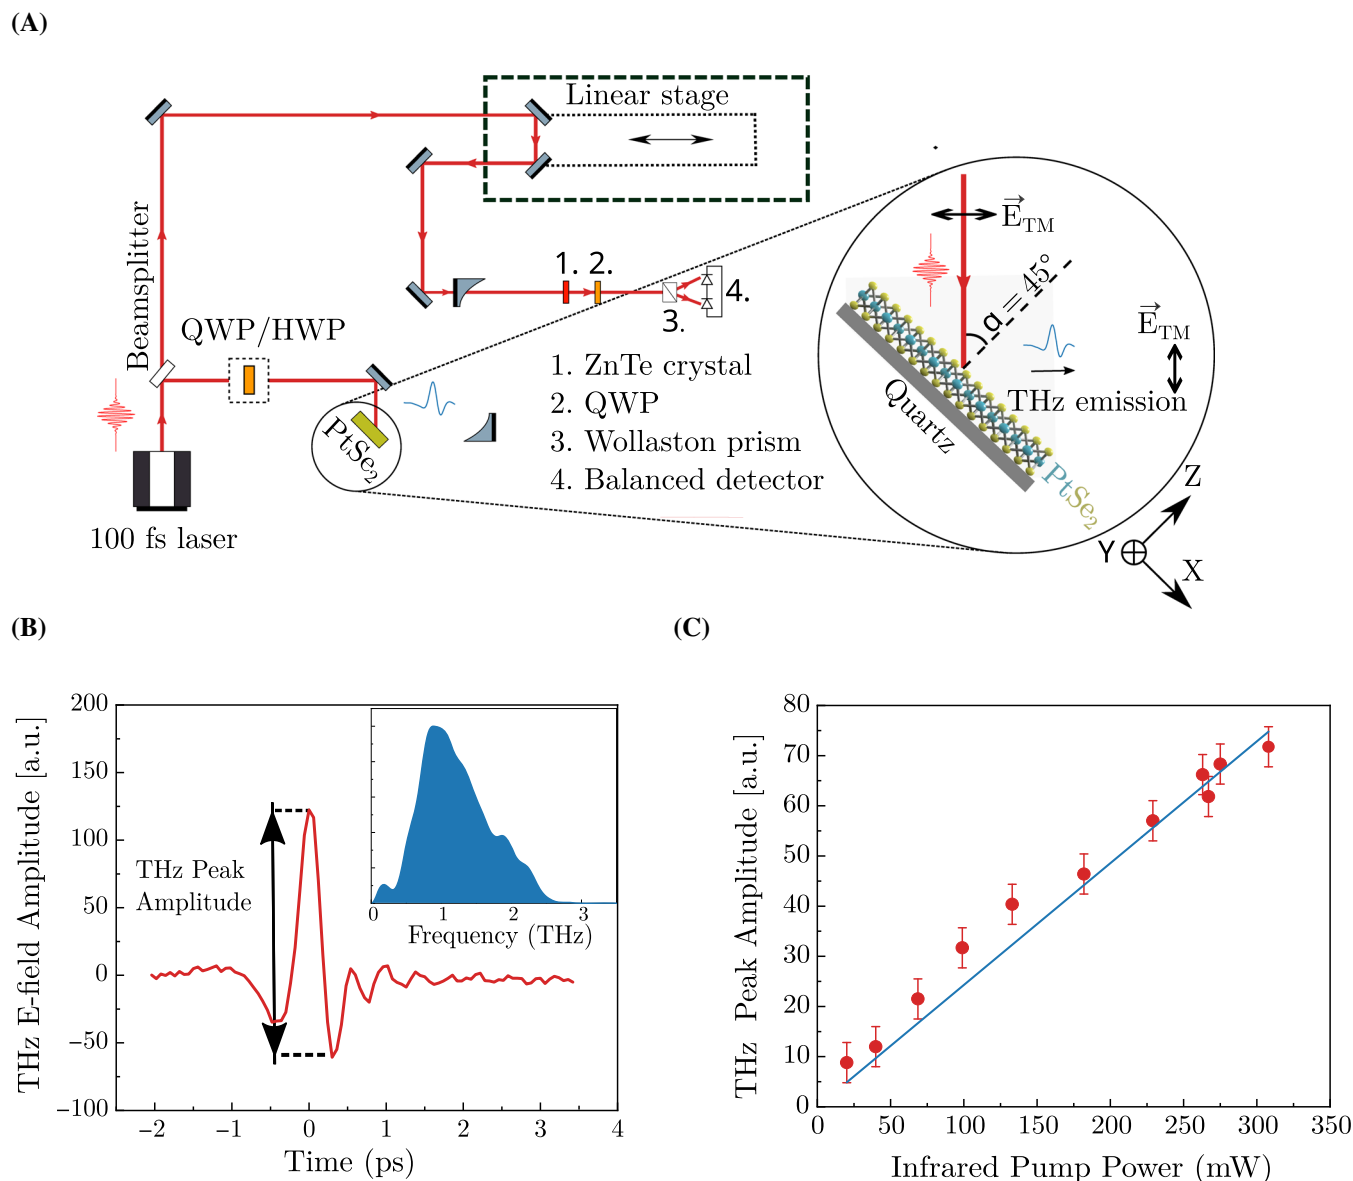 (A)
Linear stage
Beamsplitter
QWP/HWP
1. 2.
3.
4.
1. ZnTe crystal
2. QWP
3. Wollaston prism
4. Balanced detector
PtSe₂
100 fs laser
E⃗TM
α = 45°
E⃗TM
THz emission
Quartz
PtSe₂
Z
Y
X
(B)
THz E-field Amplitude [a.u.]
200
150
100
50
0
−50
−100
THz Peak
Amplitude
0 1 2 3
Frequency (THz)
−2 −1 0 1 2 3 4
Time (ps)
(C)
THz Peak Amplitude [a.u.]
80
70
60
50
40
30
20
10
0
0 50 100 150 200 250 300 350
Infrared Pump Power (mW)